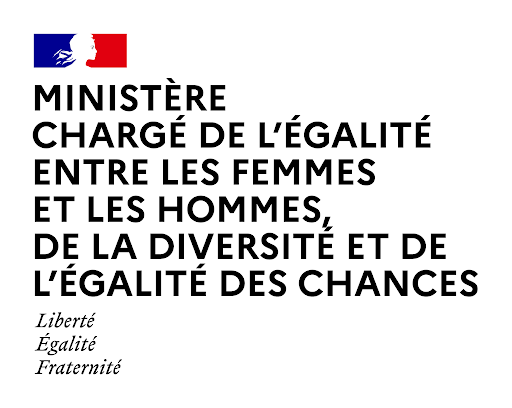 MINISTÈRE
CHARGÉ DE L’ÉGALITÉ
ENTRE LES FEMMES
ET LES HOMMES,
DE LA DIVERSITÉ ET DE
L’ÉGALITÉ DES CHANCES
Liberté
Égalité
Fraternité